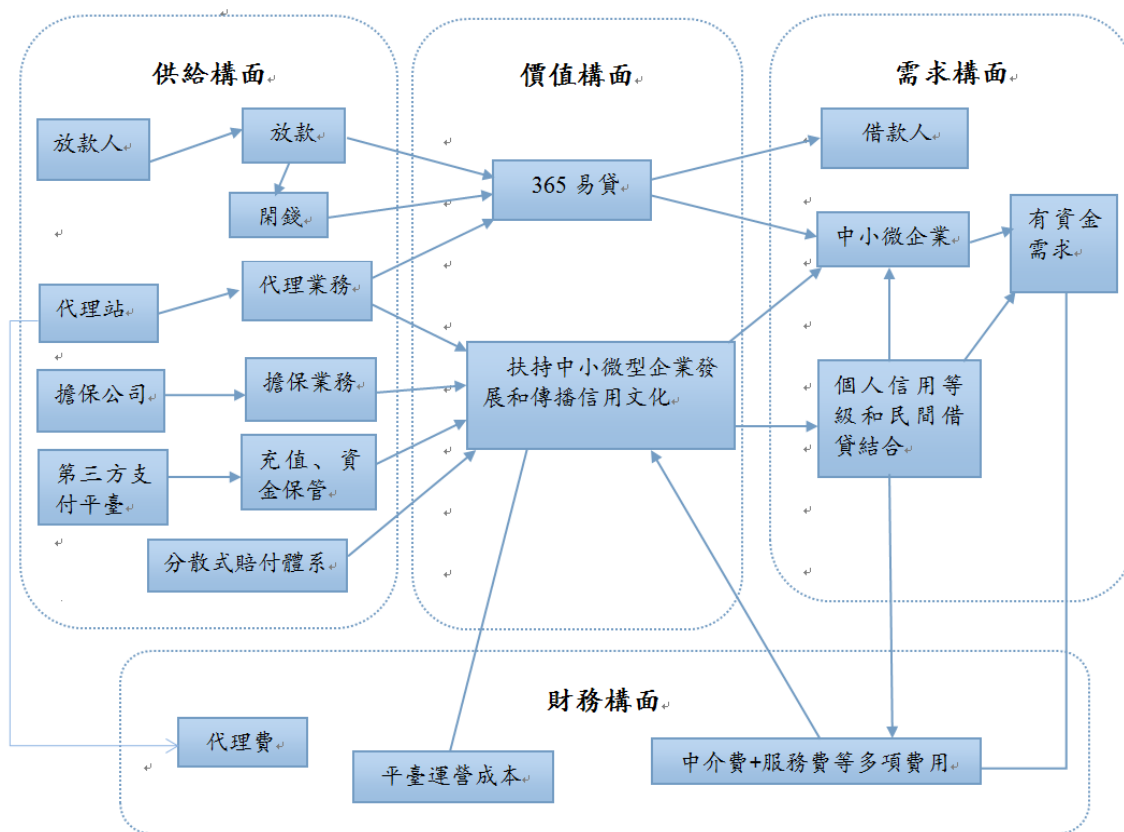 供給構面
價值構面
需求構面
放款人
放款
閑錢
365 易貸
借款人
中小微企業
有資金
需求
代理站
代理業務
擔保公司
擔保業務
扶持中小微型企業發
展和傳播信用文化
個人信用等
級和民間借
貸結合
第三方支
付平臺
充值、資
金保管
分散式賠付體系
財務構面
代理費
平臺運營成本
中介費+服務費等多項費用